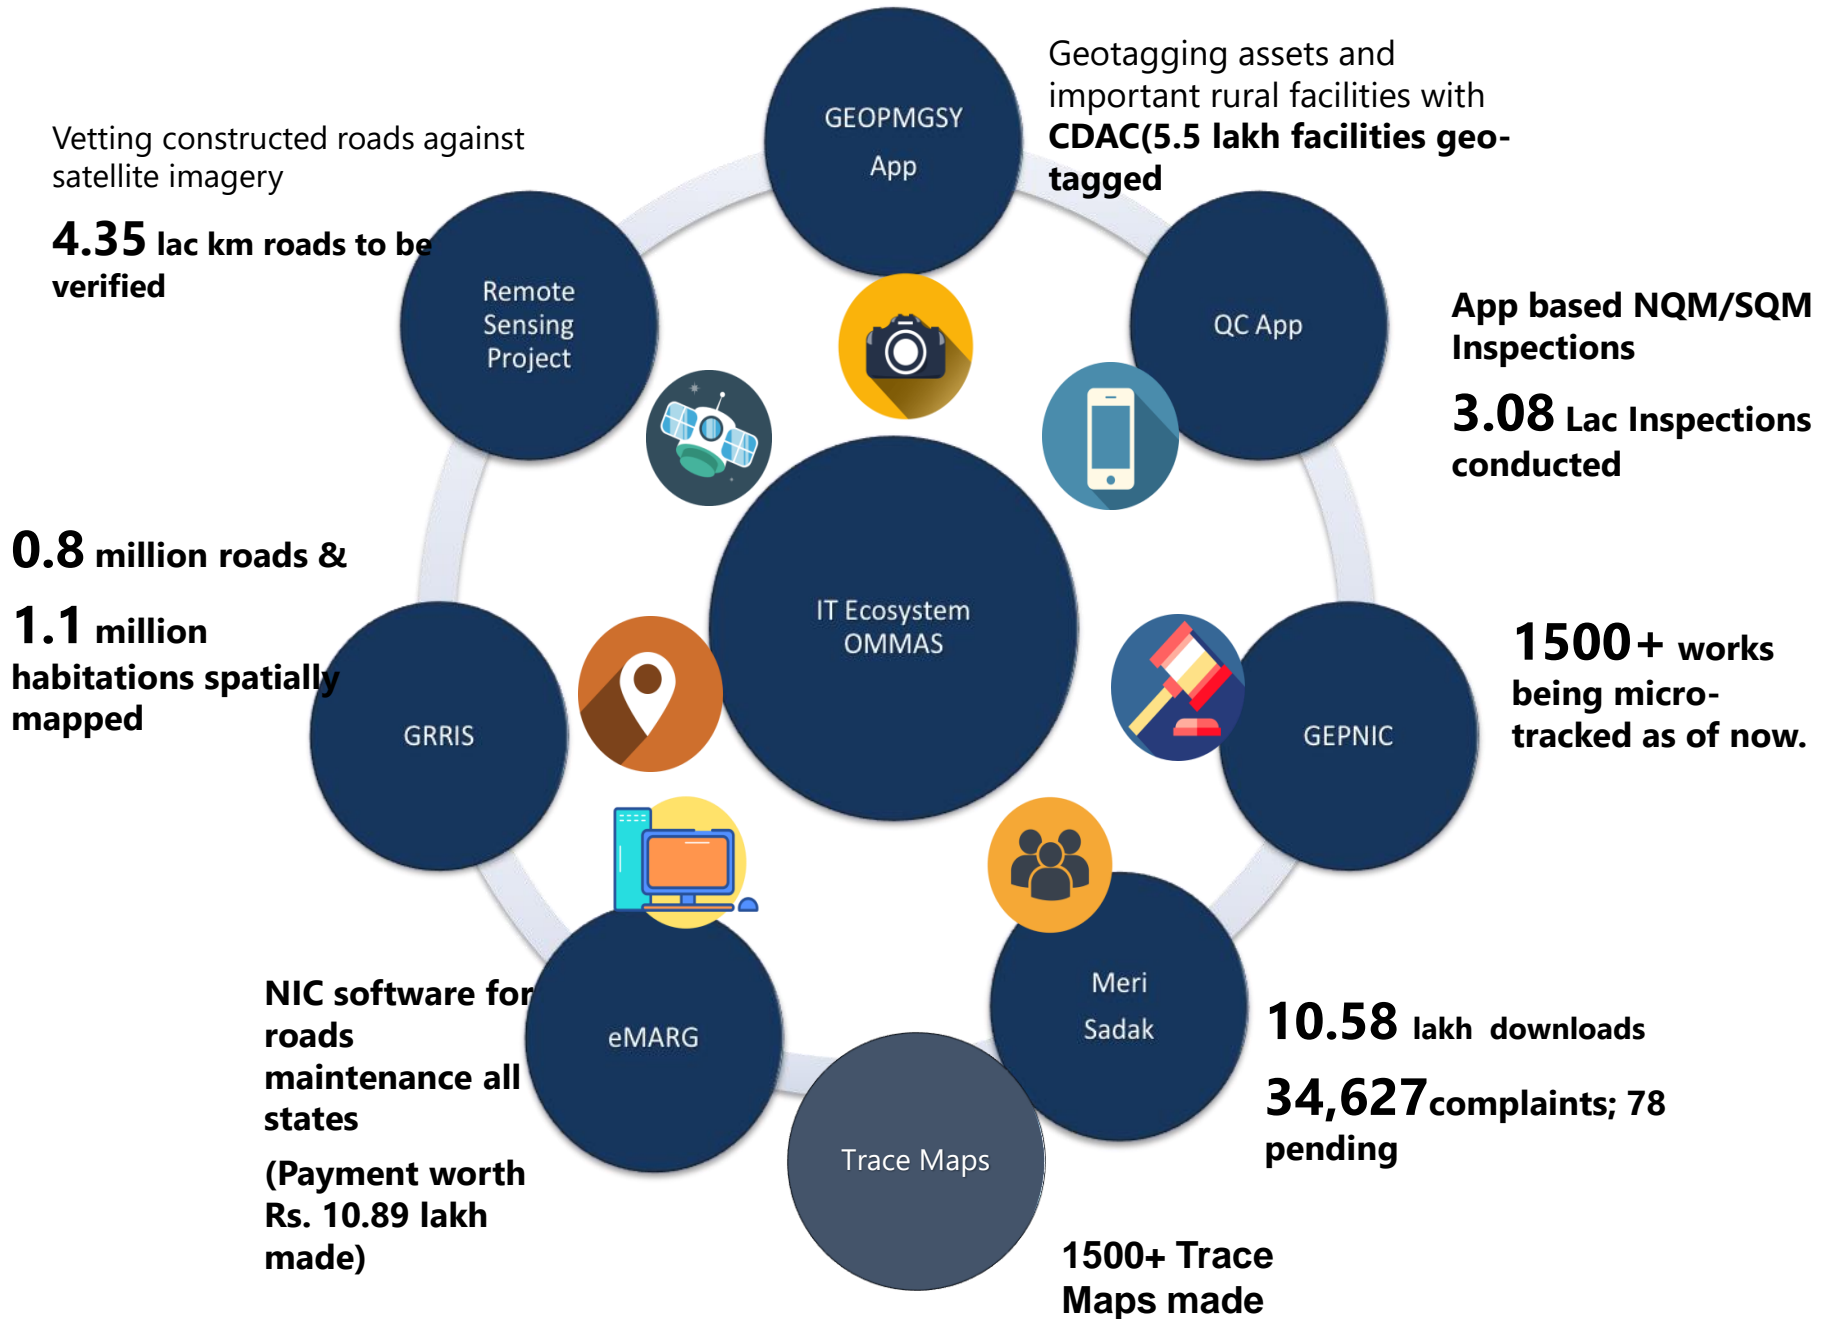 GEOPMGSY
App
Geotagging assets and
important rural facilities with
CDAC(5.5 lakh facilities geo-
tagged
Vetting constructed roads against
satellite imagery
4.35 lac km roads to be
verified
Remote
Sensing
Project
QC App
App based NQM/SQM
Inspections
3.08 Lac Inspections
conducted
0.8 million roads &
1.1 million
habitations spatially
mapped
IT Ecosystem
OMMAS
GRRIS
GEPNIC
1500+ works
being micro-
tracked as of now.
NIC software for
roads
maintenance all
states
(Payment worth
Rs. 10.89 lakh
made)
eMARG
Meri
Sadak
10.58 lakh downloads
34,627complaints; 78
pending
Trace Maps
1500+ Trace
Maps made